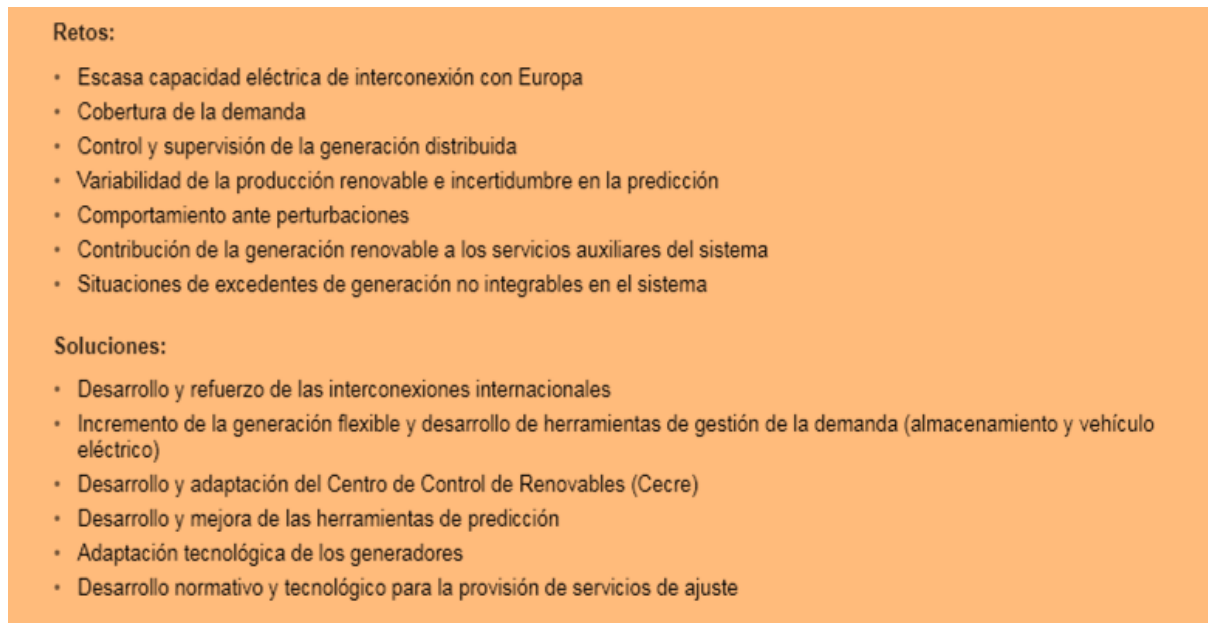 Retos:
• Escasa capacidad eléctrica de interconexión con Europa
• Cobertura de la demanda
• Control y supervisión de la generación distribuida
• Variabilidad de la producción renovable e incertidumbre en la predicción
• Comportamiento ante perturbaciones
• Contribución de la generación renovable a los servicios auxiliares del sistema
• Situaciones de excedentes de generación no integrables en el sistema
Soluciones:
• Desarrollo y refuerzo de las interconexiones internacionales
• Incremento de la generación flexible y desarrollo de herramientas de gestión de la demanda (almacenamiento y vehículo
eléctrico)
• Desarrollo y adaptación del Centro de Control de Renovables (Cecre)
• Desarrollo y mejora de las herramientas de predicción
• Adaptación tecnológica de los generadores
• Desarrollo normativo y tecnológico para la provisión de servicios de ajuste